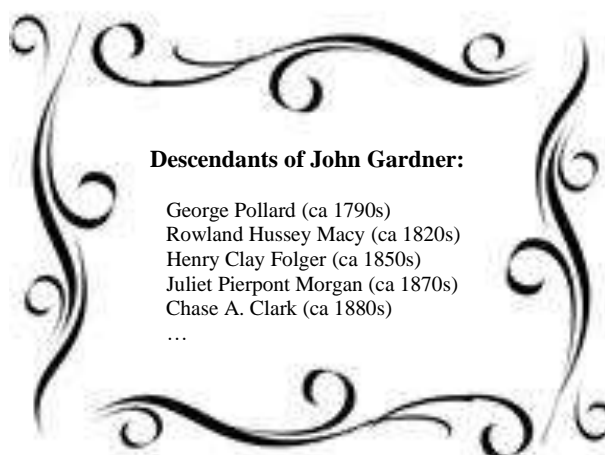 Descendants of John Gardner:
George Pollard (ca 1790s)
Rowland Hussey Macy (ca 1820s)
Henry Clay Folger (ca 1850s)
Juliet Pierpont Morgan (ca 1870s)
Chase A. Clark (ca 1880s)
…